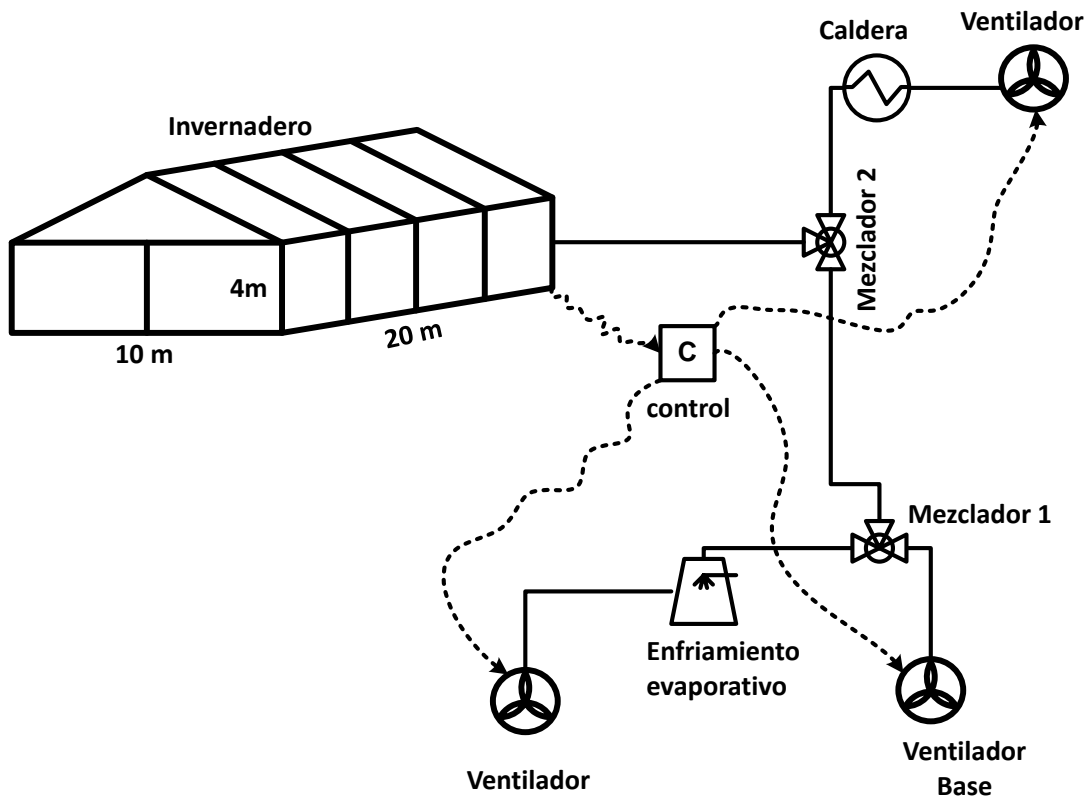 Ventilador
Caldera
Invernadero
Mezclador 2
4m
20 m
10 m
C
control
Mezclador 1
Enfriamiento
evaporativo
Ventilador
Ventilador
Base